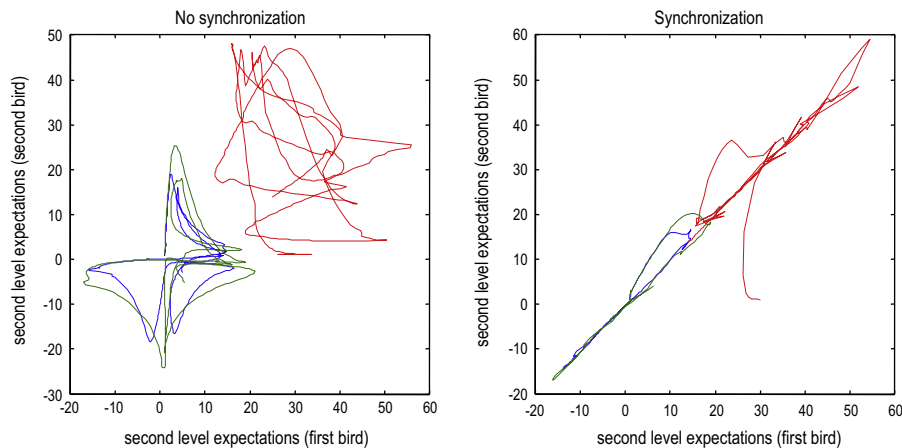 No synchronization
50
40
30
20
10
0
-10
-20
-30
-20 -10 0 10 20 30 40 50 60
second level expectations (second bird)
second level expectations (first bird)
Synchronization
60
50
40
30
20
10
0
-10
-20
-20 -10 0 10 20 30 40 50 60
second level expectations (second bird)
second level expectations (first bird)